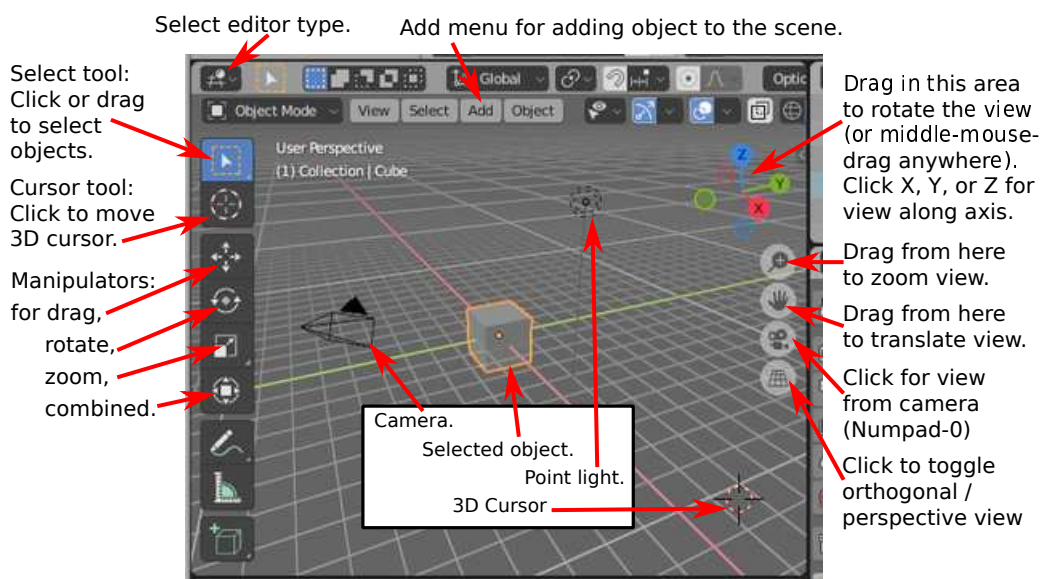 Select editor type.
Add menu for adding object to the scene.
Select tool:
Click or drag
to select
objects.
Cursor tool:
Click to move
3D cursor.
Manipulators:
for drag,
rotate,
zoom,
combined.
Global
Optic
Object Mode
View
Select
Add
Object
User Perspective
(1) Collection | Cube
Z
Y
X
Camera.
Selected object.
Point light.
3D Cursor
Drag in this area
to rotate the view
(or middle-mouse-
drag anywhere).
Click X, Y, or Z for
view along axis.
Drag from here
to zoom view.
Drag from here
to translate view.
Click for view
from camera
(Numpad-0)
Click to toggle
orthogonal /
perspective view